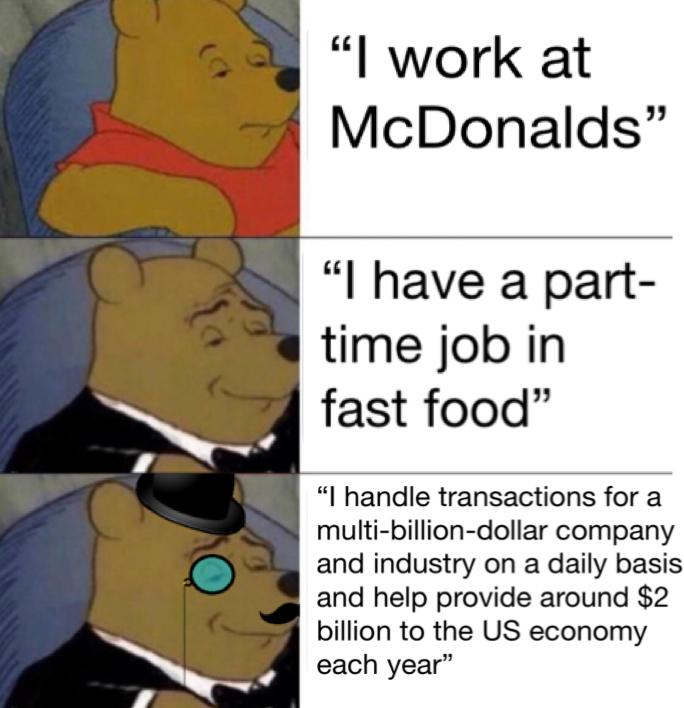 “I work at
McDonalds”
“I have a part-
time job in
fast food”
“I handle transactions for a
multi-billion-dollar company
and industry on a daily basis
and help provide around $2
billion to the US economy
each year”